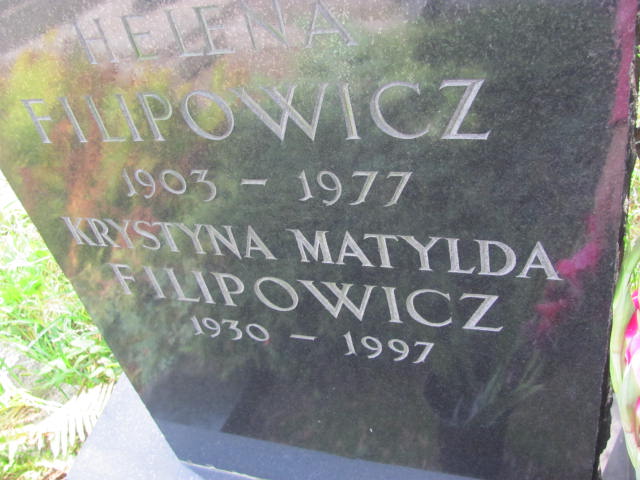 HELENA
FILIPOWICZ
1903 – 1977
KRYSTYNA MATYLDA
FILIPOWICZ
1930 – 1997